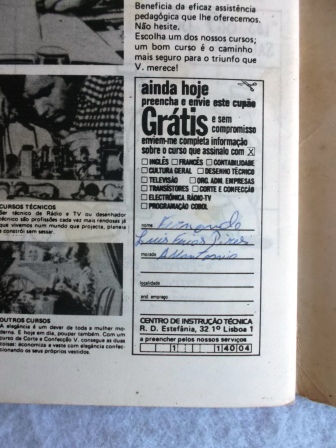 Beneficia da eficaz assistência
pedagógica que lhe oferecemos.
Não hesite.
Escolha um dos nossos cursos;
um bom curso é o caminho
mais seguro para o triunfo que
V. merece!
ainda hoje
preencha e envie este cupão
Grátis e sem
compromisso
enviem-me completa informação
sobre o curso que assinalo com X
INGLÊS FRANCÊS CONTABILIDADE
CULTURA GERAL DESENHO TÉCNICO
TELEVISÃO ORG. ADM. EMPRESAS
TRANSÍSTORES CORTE E CONFECÇÃO
ELECTRÓNICA RÁDIO-TV
PROGRAMAÇÃO COBOL
nome
morada
localidade
prof. emprego
CENTRO DE INSTRUÇÃO TÉCNICA
R. D. Estefânia, 32 1º Lisboa 1
a preencher pelos nossos serviços
1 14004
CURSOS TÉCNICOS
Ser técnico de Rádio e TV ou desenhador
técnico são profissões cada vez mais rendosas já
que vivemos num mundo que projecta, planeia
e constrói sem cessar.
OUTROS CURSOS
A elegância é um dever de toda a mulher mo-
derna. E hoje em dia, poupar também. Com um
curso de Corte e Confecção V. consegue as duas
coisas: economiza e veste com elegância confec-
cionando os seus próprios vestidos.